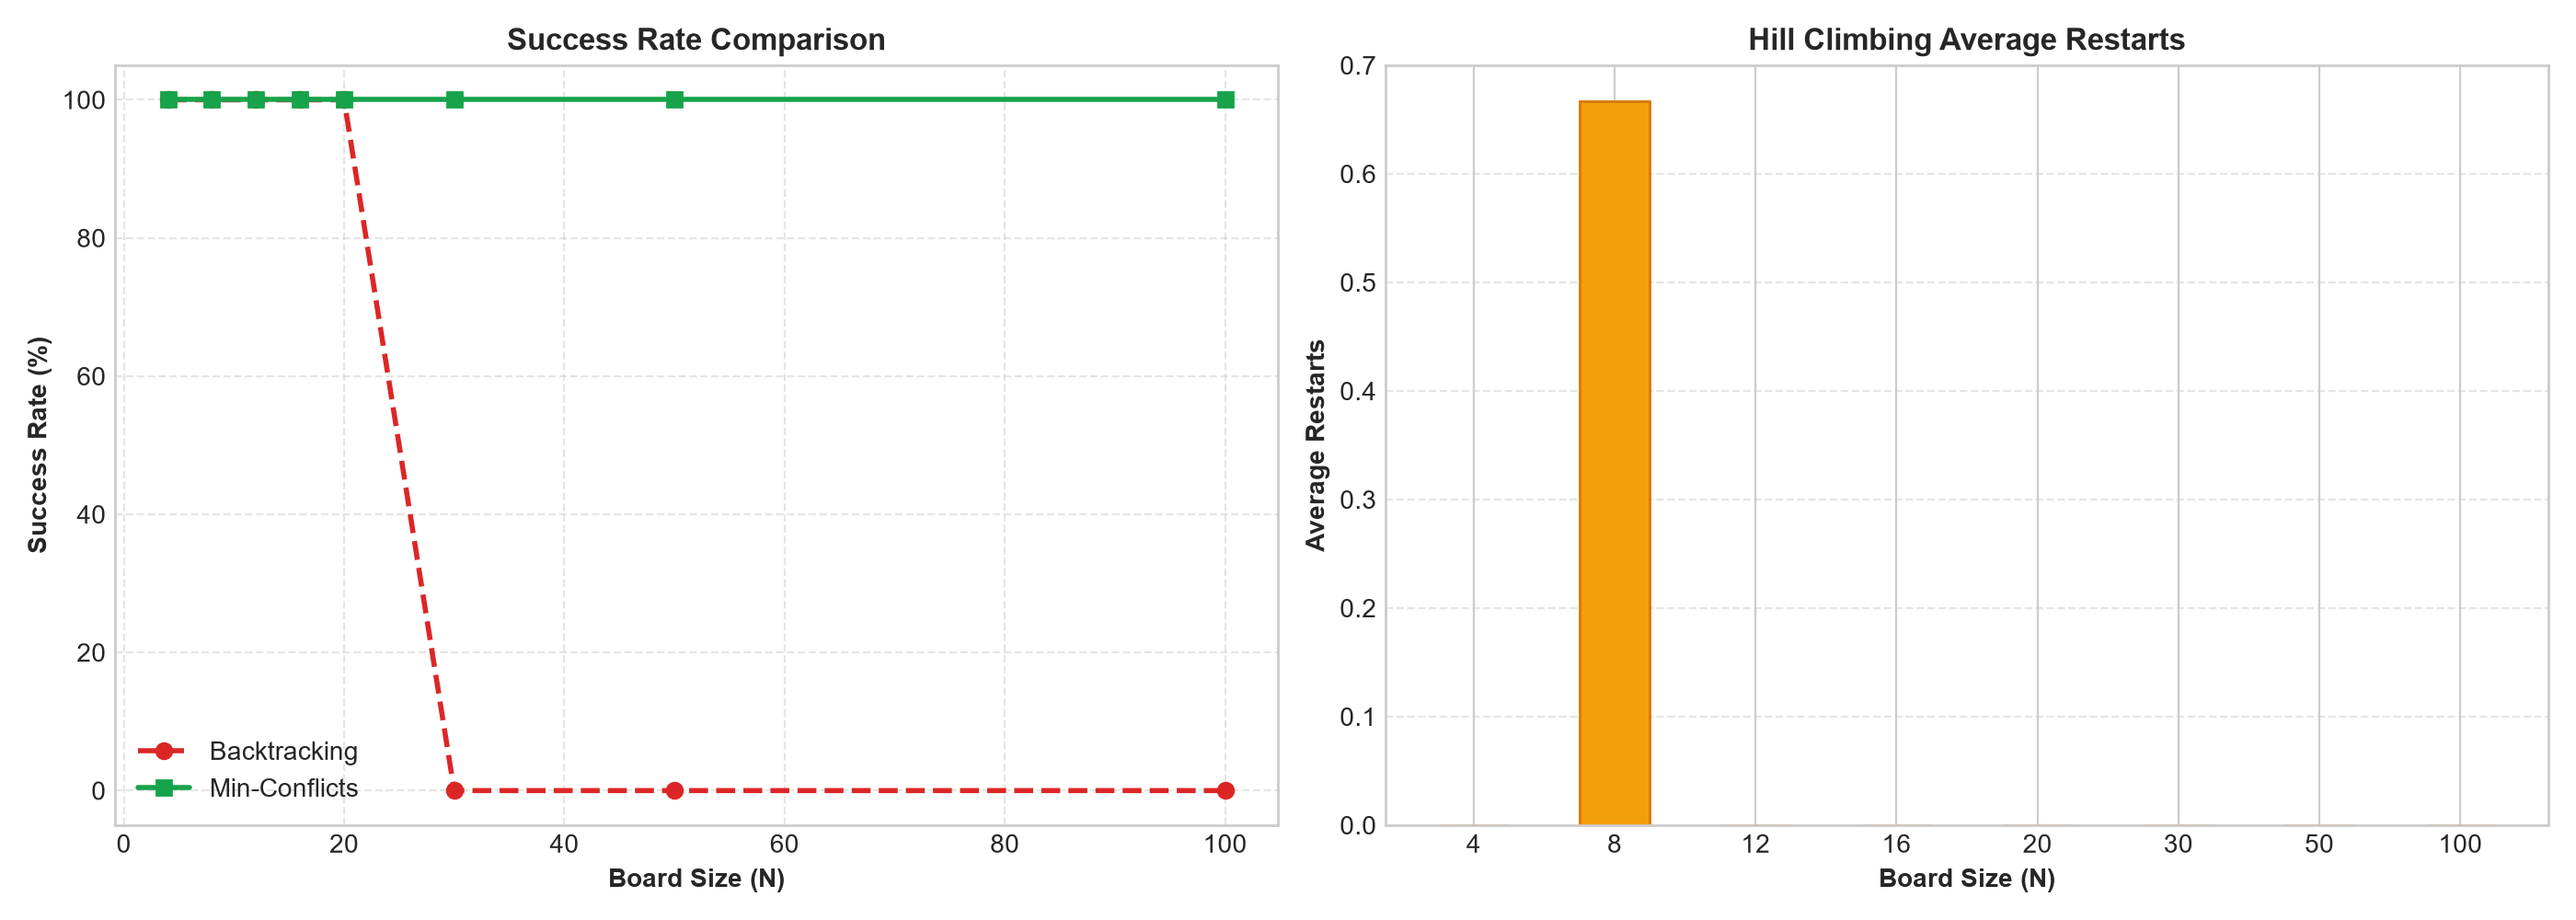 Success Rate Comparison
Success Rate (%)
100
80
60
40
20
0
Backtracking
Min-Conflicts
0 20 40 60 80 100
Board Size (N)
Hill Climbing Average Restarts
Average Restarts
0.7
0.6
0.5
0.4
0.3
0.2
0.1
0.0
4 8 12 16 20 30 50 100
Board Size (N)